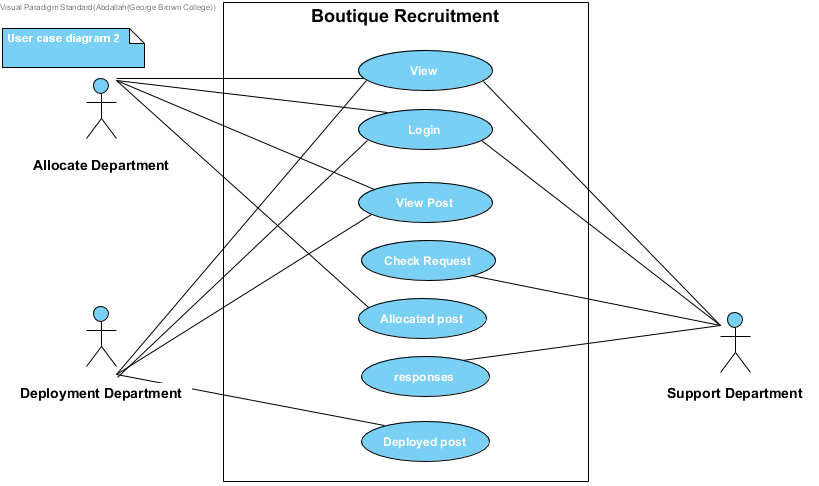 Visual Paradigm Standard(Abdallah(George Brown College))
Boutique Recruitment
User case diagram 2
View
Login
Allocate Department
View Post
Check Request
Allocated post
responses
Deployment Department
Support Department
Deployed post